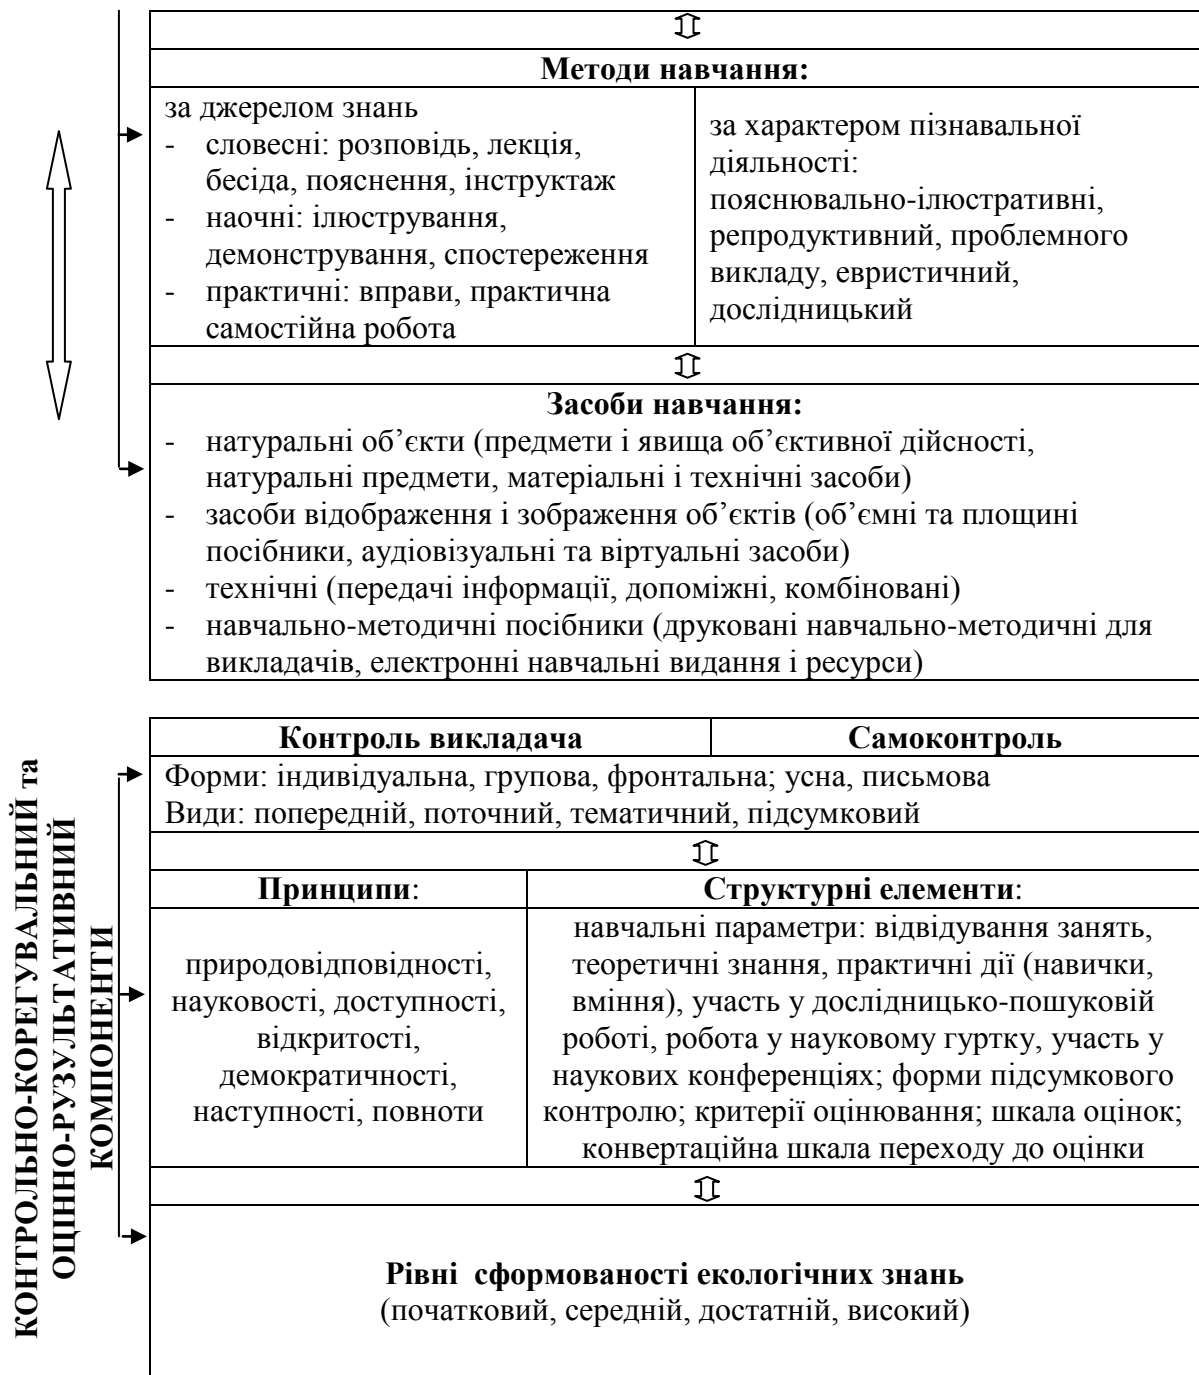 Методи навчання:
за джерелом знань
- словесні: розповідь, лекція,
бесіда, пояснення, інструктаж
- наочні: ілюстрування,
демонстрування, спостереження
- практичні: вправи, практична
самостійна робота
за характером пізнавальної
діяльності:
пояснювально-ілюстративні,
репродуктивний, проблемного
викладу, евристичний,
дослідницький
Засоби навчання:
- натуральні об’єкти (предмети і явища об’єктивної дійсності,
натуральні предмети, матеріальні і технічні засоби)
- засоби відображення і зображення об’єктів (об’ємні та площині
посібники, аудіовізуальні та віртуальні засоби)
- технічні (передачі інформації, допоміжні, комбіновані)
- навчально-методичні посібники (друковані навчально-методичні для
викладачів, електронні навчальні видання і ресурси)
КОНТРОЛЬНО-КОРЕГУВАЛЬНИЙ та
ОЦІННО-РУЗУЛЬТАТИВНИЙ
КОМПОНЕНТИ
Контроль викладача
Самоконтроль
Форми: індивідуальна, групова, фронтальна; усна, письмова
Види: попередній, поточний, тематичний, підсумковий
Принципи:
природовідповідності,
науковості, доступності,
відкритості,
демократичності,
наступності, повноти
Структурні елементи:
навчальні параметри: відвідування занять,
теоретичні знання, практичні дії (навички,
вміння), участь у дослідницько-пошуковій
роботі, робота у науковому гуртку, участь у
наукових конференціях; форми підсумкового
контролю; критерії оцінювання; шкала оцінок;
конвертаційна шкала переходу до оцінки
Рівні сформованості екологічних знань
(початковий, середній, достатній, високий)